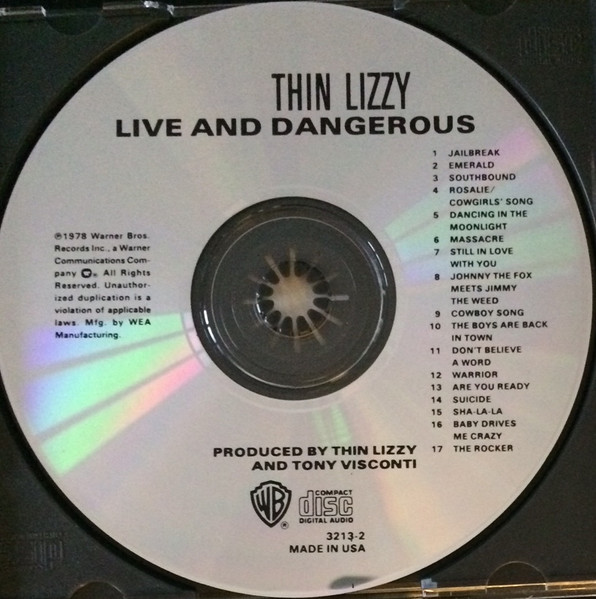 THIN LIZZY
LIVE AND DANGEROUS
1 JAILBREAK
2 EMERALD
3 SOUTHBOUND
4 ROSALIE/
COWGIRLS' SONG
5 DANCING IN THE
MOONLIGHT
6 MASSACRE
7 STILL IN LOVE
WITH YOU
8 JOHNNY THE FOX
MEETS JIMMY
THE WEED
9 COWBOY SONG
10 THE BOYS ARE BACK
IN TOWN
11 DON'T BELIEVE
A WORD
12 WARRIOR
13 ARE YOU READY
14 SUICIDE
15 SHA-LA-LA
16 BABY DRIVES
ME CRAZY
17 THE ROCKER
℗1978 Warner Bros.
Records Inc., a Warner
Communications Com-
pany W®. All Rights
Reserved. Unauthor-
ized duplication is a
violation of applicable
laws. Mfg. by WEA
Manufacturing.
PRODUCED BY THIN LIZZY
AND TONY VISCONTI
WB®
COMPACT
disc
DIGITAL AUDIO
3213-2
MADE IN USA
disc